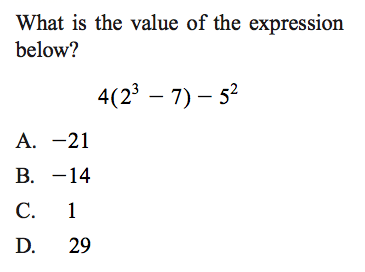 What is the value of the expression
below?
4(2³ − 7) − 5²
A. −21
B. −14
C. 1
D. 29